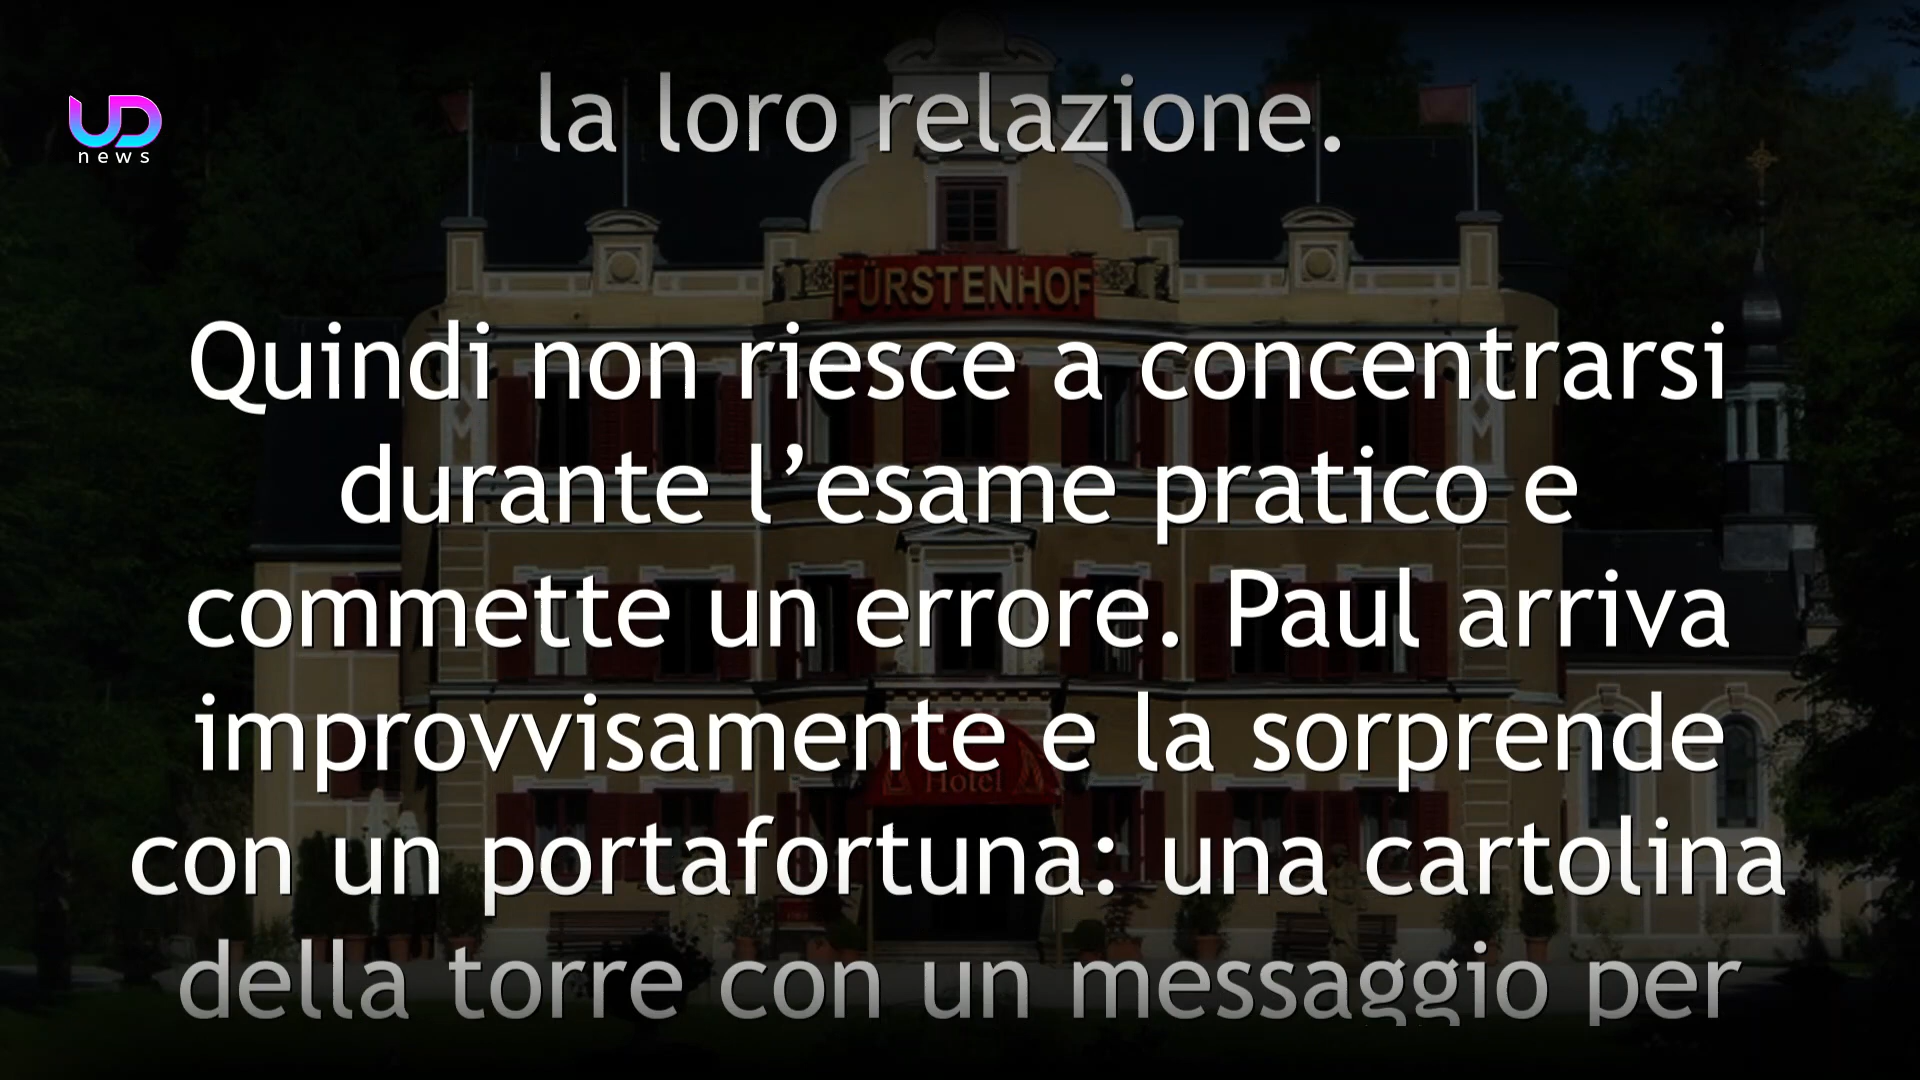 UD
news
la loro relazione.
FÜRSTENHOF
Quindi non riesce a concentrarsi
durante l’esame pratico e
commette un errore. Paul arriva
improvvisamente e la sorprende
Hotel
con un portafortuna: una cartolina
della torre con un messaggio per